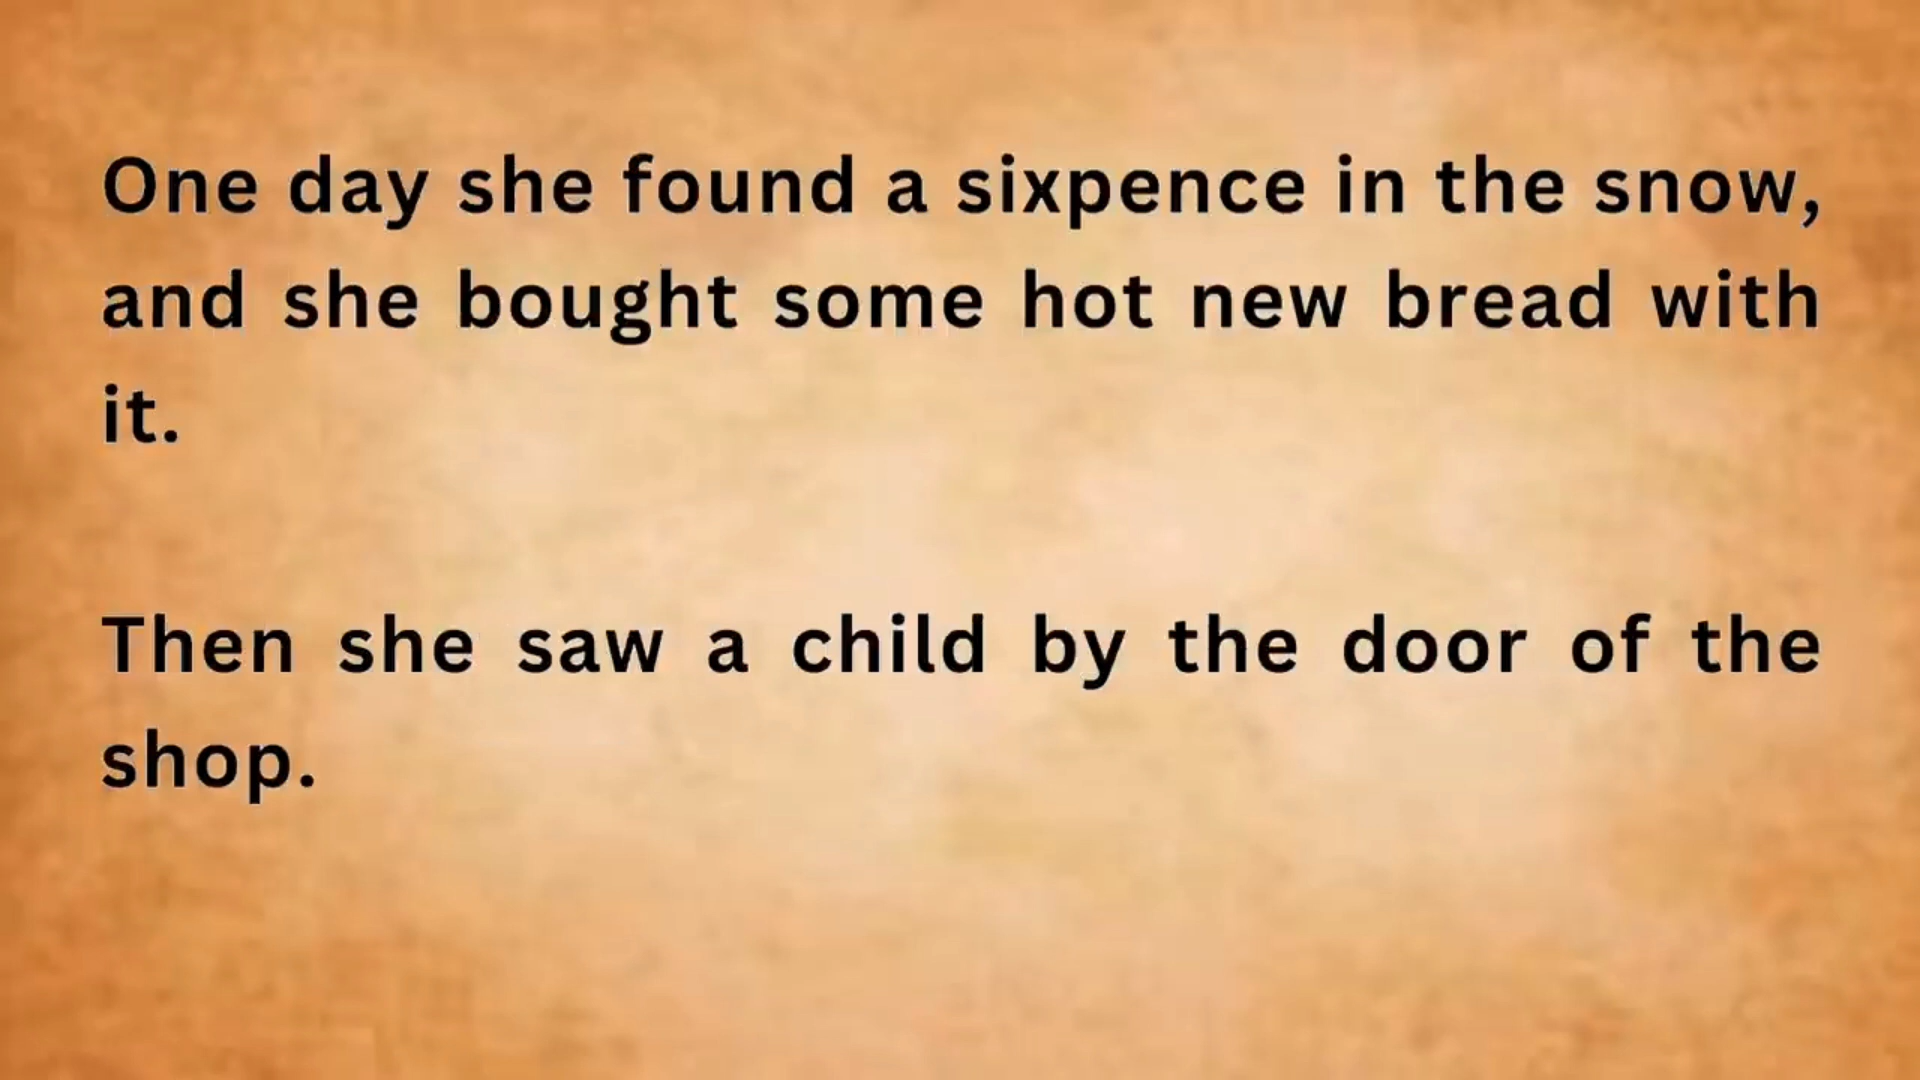 One day she found a sixpence in the snow,
and she bought some hot new bread with
it.
Then she saw a child by the door of the
shop.